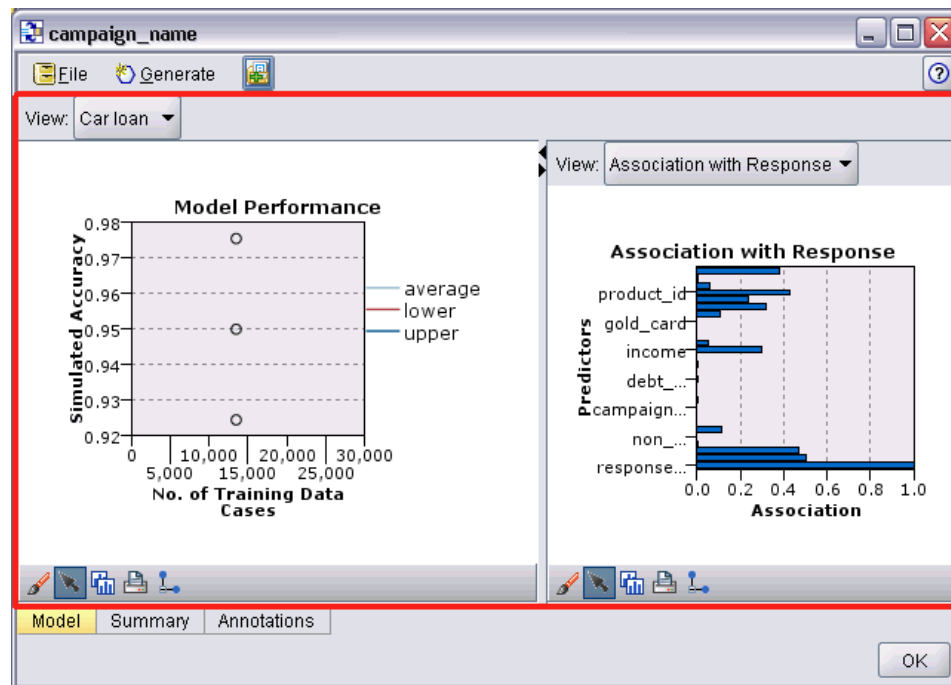 campaign_name
File
Generate
View: Car loan
Model Performance
Simulated Accuracy
0.98
0.97
0.96
0.95
0.94
0.93
0.92
0 10,000 20,000 30,000
5,000 15,000 25,000
No. of Training Data
Cases
average
lower
upper
View: Association with Response
Association with Response
Predictors
product_id
gold_card
income
debt_...
campaign...
non_...
response...
0.0 0.2 0.4 0.6 0.8 1.0
Association
Model Summary Annotations
OK